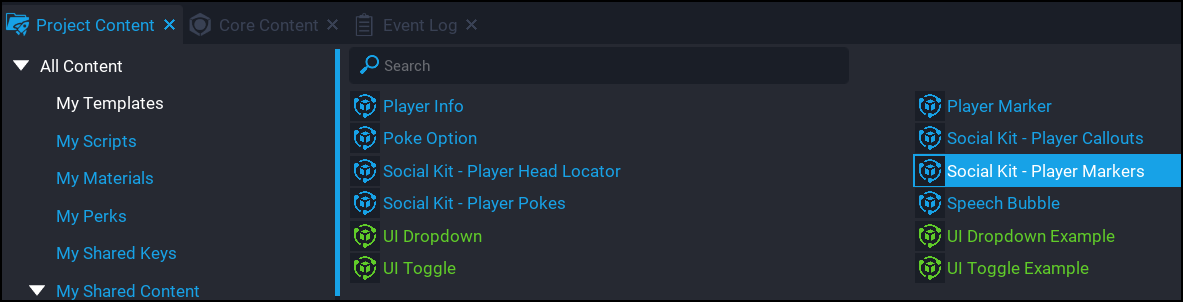 Project Content
Core Content
Event Log
All Content
My Templates
My Scripts
My Materials
My Perks
My Shared Keys
My Shared Content
Search
Player Info
Player Marker
Poke Option
Social Kit - Player Callouts
Social Kit - Player Head Locator
Social Kit - Player Markers
Social Kit - Player Pokes
Speech Bubble
UI Dropdown
UI Dropdown Example
UI Toggle
UI Toggle Example